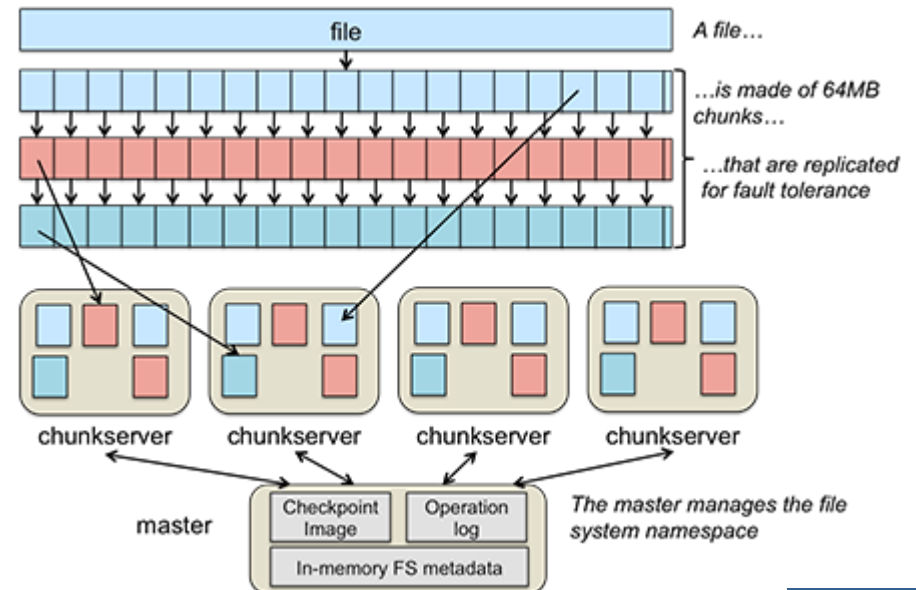 file
A file…
…is made of 64MB
chunks…
…that are replicated
for fault tolerance
chunkserver
chunkserver
chunkserver
chunkserver
master
Checkpoint
Image
Operation
log
In-memory FS metadata
The master manages the file
system namespace